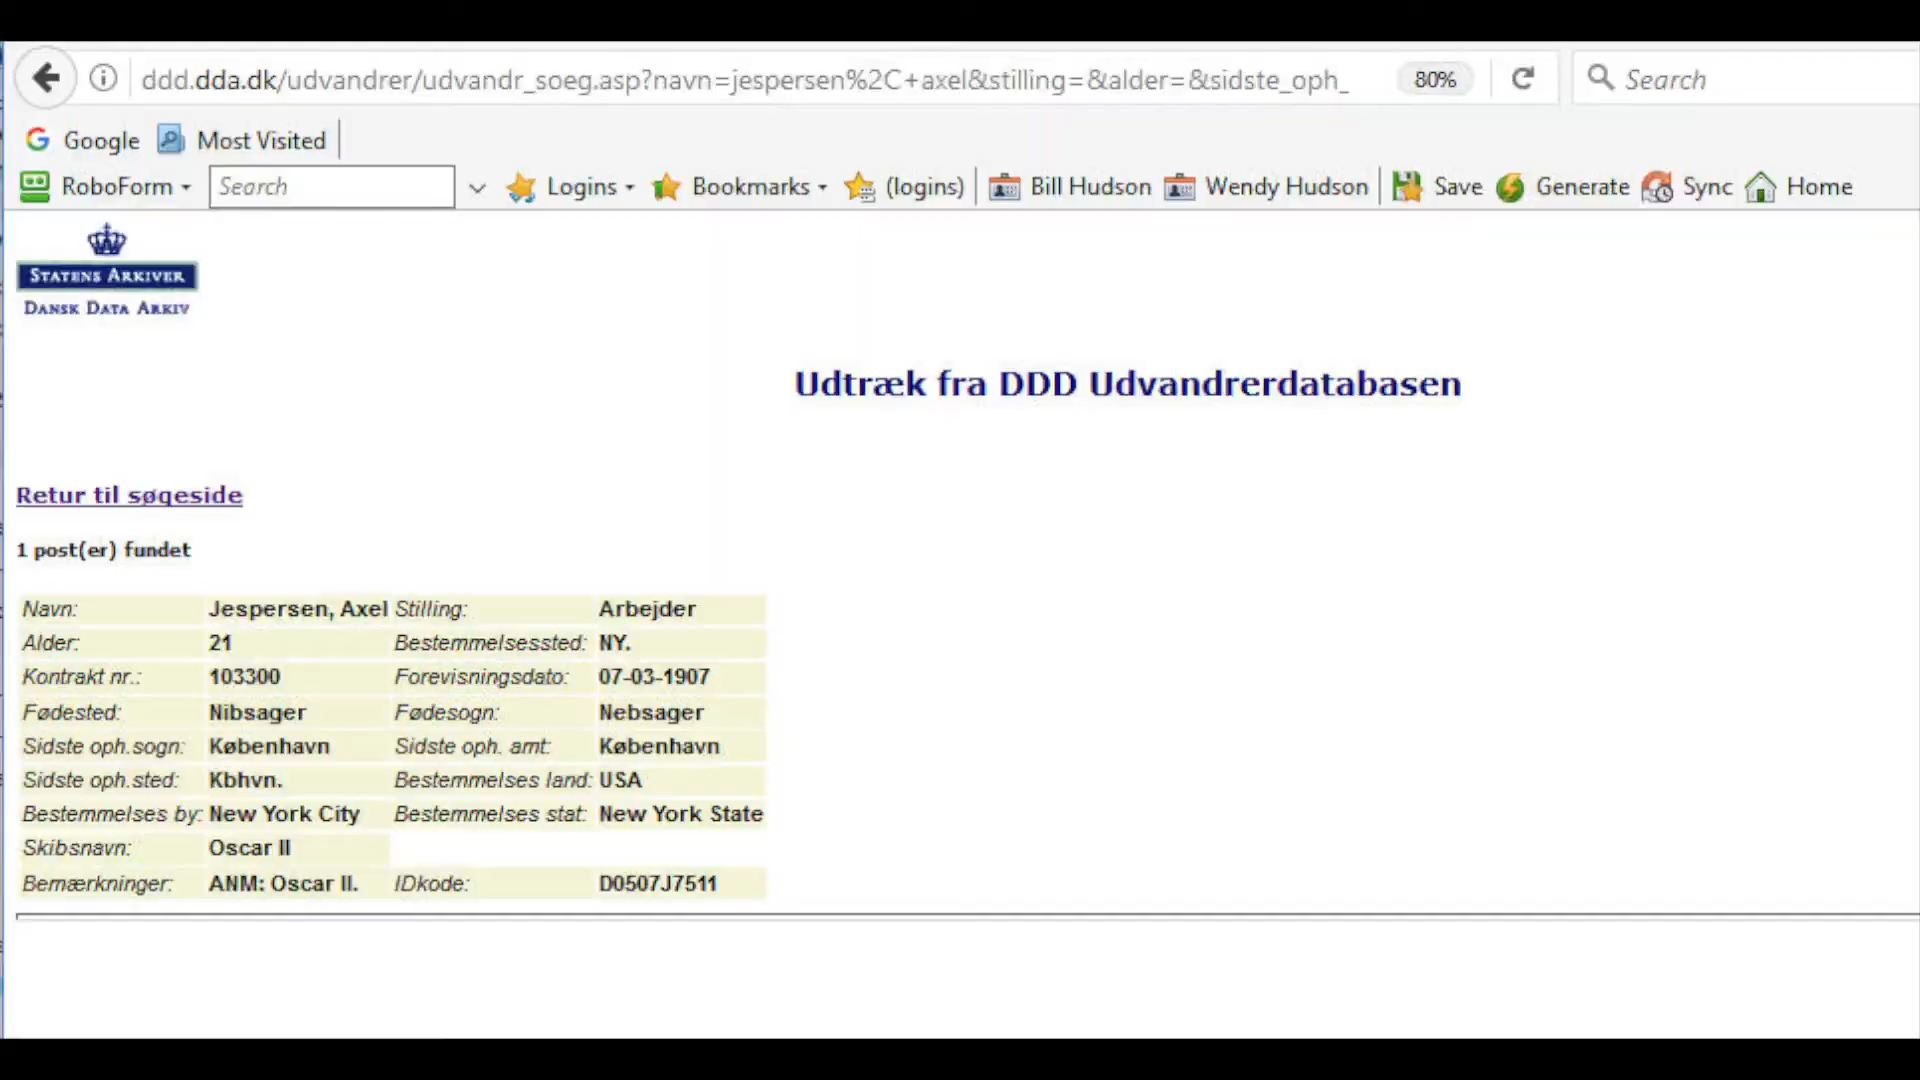 ddd.dda.dk/udvandrer/udvandr_soeg.asp?navn=jespersen%2C+axel&stilling=&alder=&sidste_oph_ 80% Search
Google Most Visited
RoboForm Search Logins Bookmarks (logins) Bill Hudson Wendy Hudson Save Generate Sync Home
STATENS ARKIVER
DANSK DATA ARKIV
Udtræk fra DDD Udvandrerdatabasen
Retur til søgeside
1 post(er) fundet
Navn: Jespersen, Axel Stilling: Arbejder
Alder: 21 Bestemmelsessted: NY.
Kontrakt nr.: 103300 Forevisningsdato: 07-03-1907
Fødested: Nibsager Fødesogn: Nebsager
Sidste oph.sogn: København Sidste oph. amt: København
Sidste oph.sted: Kbhvn. Bestemmelses land: USA
Bestemmelses by: New York City Bestemmelses stat: New York State
Skibsnavn: Oscar II
Bemærkninger: ANM: Oscar II. IDkode: D0507J7511